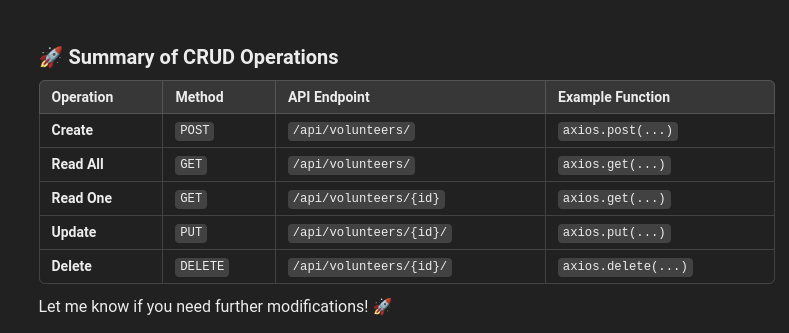 🚀 Summary of CRUD Operations
Operation Method API Endpoint Example Function
Create POST /api/volunteers/ axios.post(...)
Read All GET /api/volunteers/ axios.get(...)
Read One GET /api/volunteers/{id} axios.get(...)
Update PUT /api/volunteers/{id}/ axios.put(...)
Delete DELETE /api/volunteers/{id}/ axios.delete(...)
Let me know if you need further modifications! 🚀